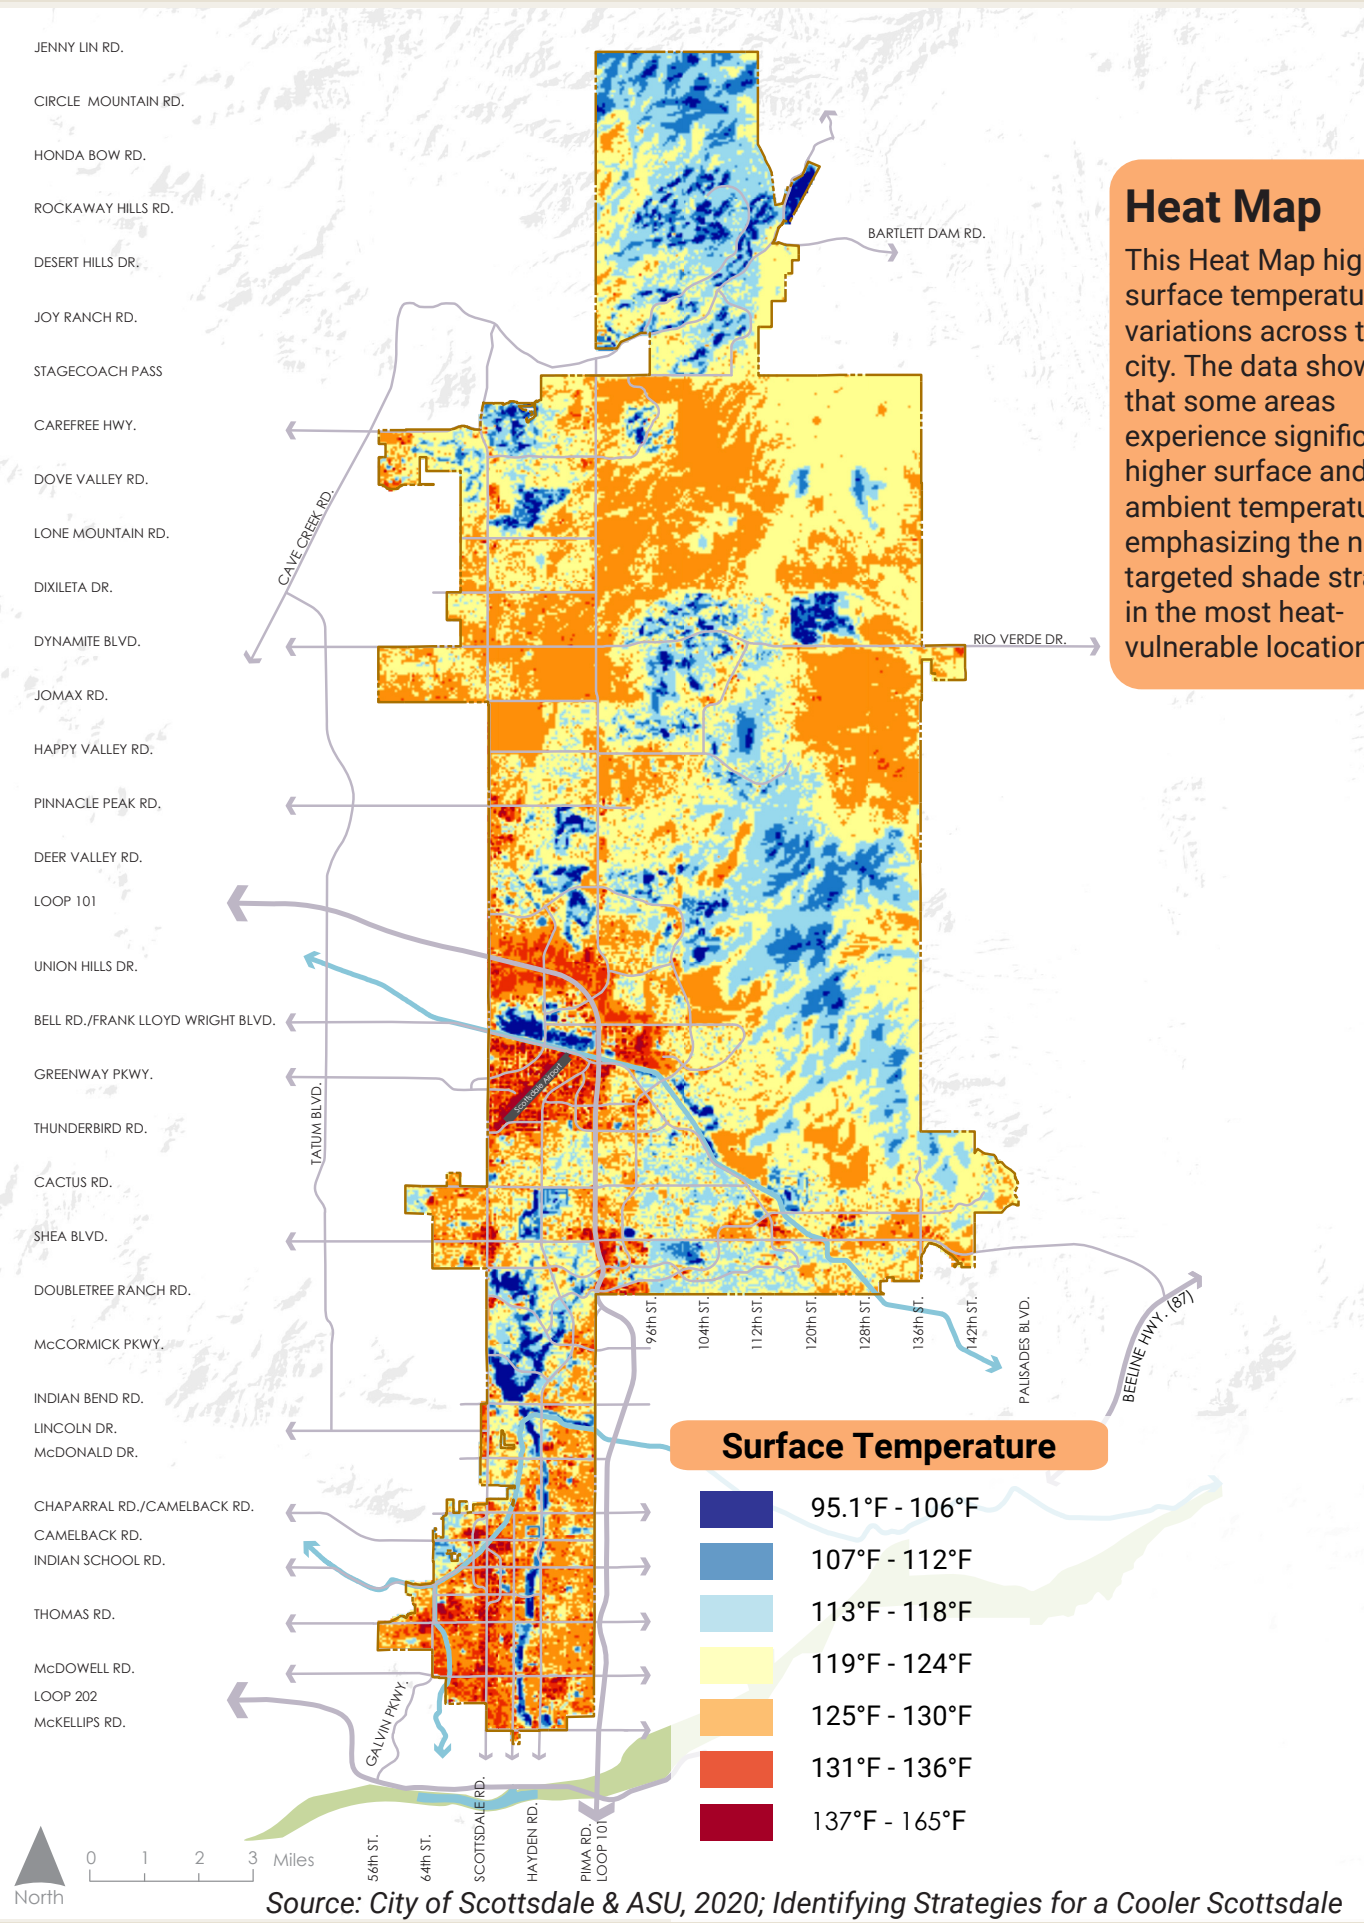 JENNY LIN RD.
CIRCLE MOUNTAIN RD.
HONDA BOW RD.
ROCKAWAY HILLS RD.
DESERT HILLS DR.
JOY RANCH RD.
STAGECOACH PASS
CAREFREE HWY.
DOVE VALLEY RD.
LONE MOUNTAIN RD.
DIXILETA DR.
DYNAMITE BLVD.
JOMAX RD.
HAPPY VALLEY RD.
PINNACLE PEAK RD.
DEER VALLEY RD.
LOOP 101
UNION HILLS DR.
BELL RD./FRANK LLOYD WRIGHT BLVD.
GREENWAY PKWY.
THUNDERBIRD RD.
CACTUS RD.
SHEA BLVD.
DOUBLETREE RANCH RD.
McCORMICK PKWY.
INDIAN BEND RD.
LINCOLN DR.
McDONALD DR.
CHAPARRAL RD./CAMELBACK RD.
CAMELBACK RD.
INDIAN SCHOOL RD.
THOMAS RD.
McDOWELL RD.
LOOP 202
McKELLIPS RD.
BARTLETT DAM RD.
CAVE CREEK RD.
RIO VERDE DR.
TATUM BLVD.
Scottsdale Airport
96th ST.
104th ST.
112th ST.
120th ST.
128th ST.
136th ST.
142th ST.
PALISADES BLVD.
BEELINE HWY. (87)
GALVIN PKWY.
56th ST.
64th ST.
SCOTTSDALE RD.
HAYDEN RD.
PIMA RD.
LOOP 101
Heat Map
This Heat Map hig
surface temperatu
variations across t
city. The data show
that some areas
experience signific
higher surface and
ambient temperatu
emphasizing the n
targeted shade stra
in the most heat-
vulnerable location
Surface Temperature
95.1°F - 106°F
107°F - 112°F
113°F - 118°F
119°F - 124°F
125°F - 130°F
131°F - 136°F
137°F - 165°F
0 1 2 3 Miles
North
Source: City of Scottsdale & ASU, 2020; Identifying Strategies for a Cooler Scottsdale